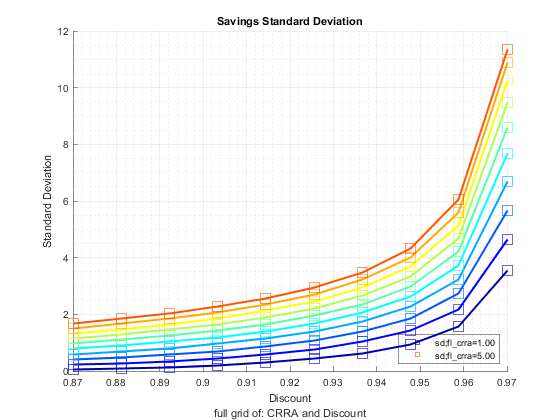 Savings Standard Deviation
Standard Deviation
12
10
8
6
4
2
0
sd;fl_crra=1.00
sd;fl_crra=5.00
0.87 0.88 0.89 0.9 0.91 0.92 0.93 0.94 0.95 0.96 0.97
Discount
full grid of: CRRA and Discount